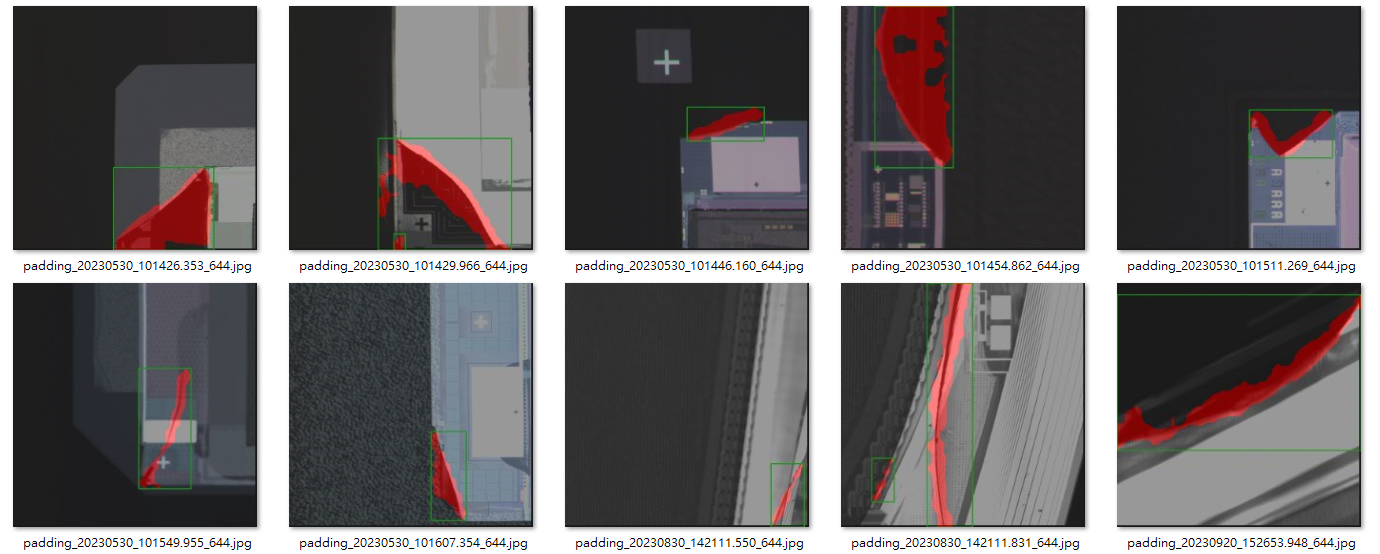 padding_20230530_101426.353_644.jpg
padding_20230530_101429.966_644.jpg
padding_20230530_101446.160_644.jpg
padding_20230530_101454.862_644.jpg
padding_20230530_101511.269_644.jpg
padding_20230530_101549.955_644.jpg
padding_20230530_101607.354_644.jpg
padding_20230830_142111.550_644.jpg
padding_20230830_142111.831_644.jpg
padding_20230920_152653.948_644.jpg